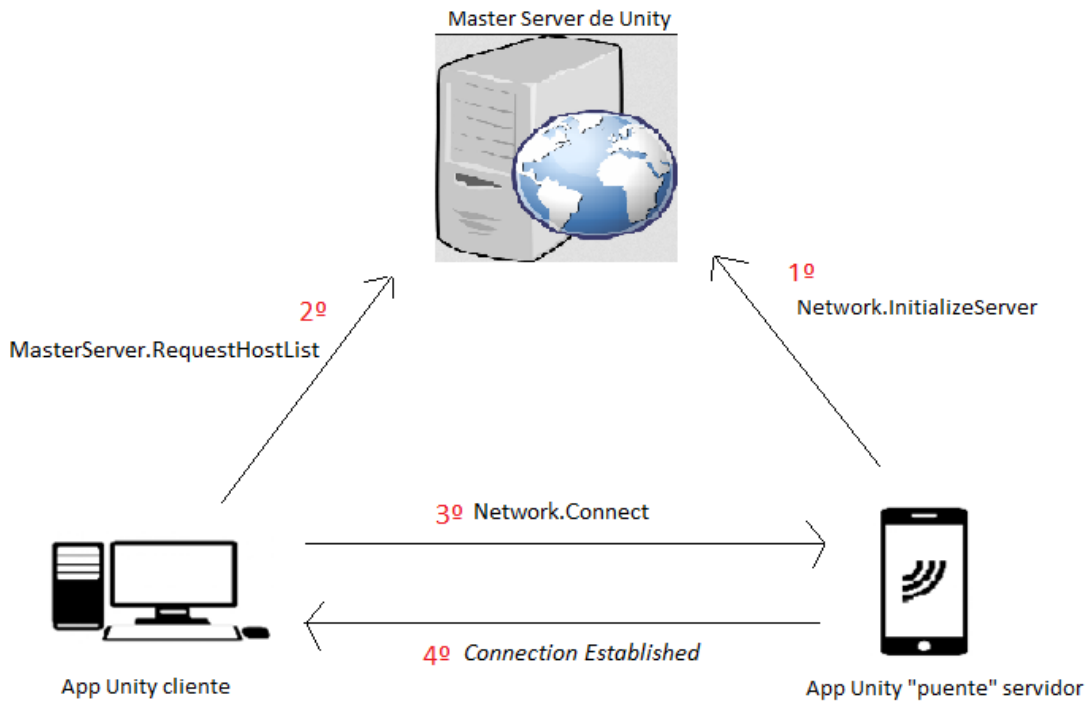 Master Server de Unity
1º
Network.InitializeServer
2º
MasterServer.RequestHostList
3º Network.Connect
4º Connection Established
App Unity cliente
App Unity "puente" servidor